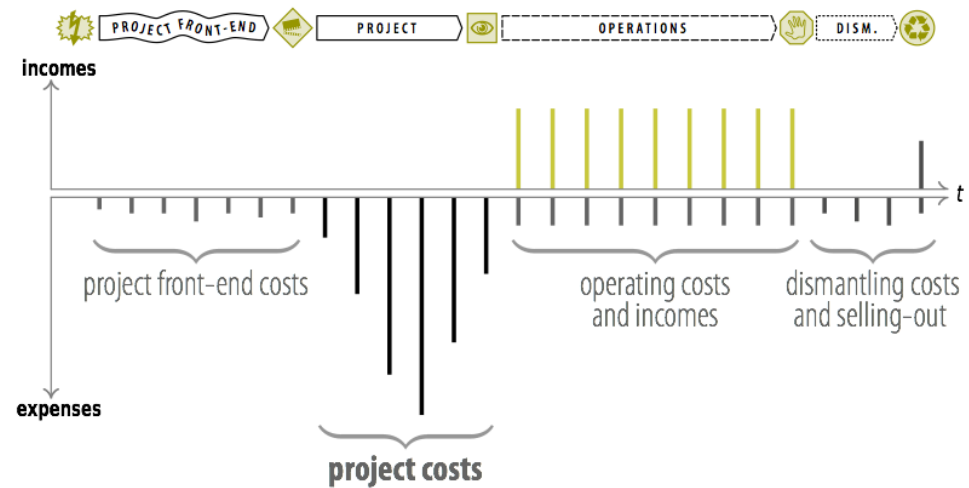 PROJECT FRONT-END
PROJECT
OPERATIONS
DISM.
incomes
t
project front-end costs
operating costs
and incomes
dismantling costs
and selling-out
expenses
project costs